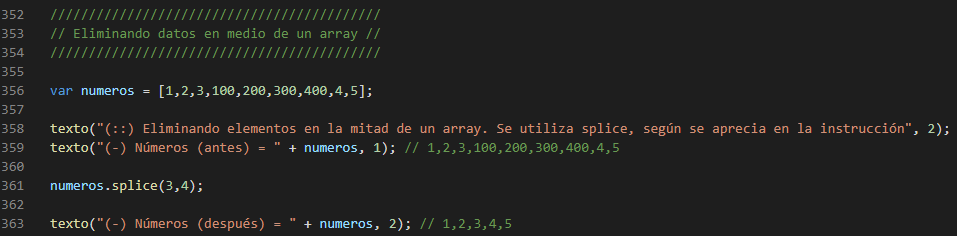 352 ///////////////////////////////////////////
353 // Eliminando datos en medio de un array //
354 ///////////////////////////////////////////
355
356 var numeros = [1,2,3,100,200,300,400,4,5];
357
358 texto("(::) Eliminando elementos en la mitad de un array. Se utiliza splice, según se aprecia en la instrucción", 2);
359 texto("(-) Números (antes) = " + numeros, 1); // 1,2,3,100,200,300,400,4,5
360
361 numeros.splice(3,4);
362
363 texto("(-) Números (después) = " + numeros, 2); // 1,2,3,4,5